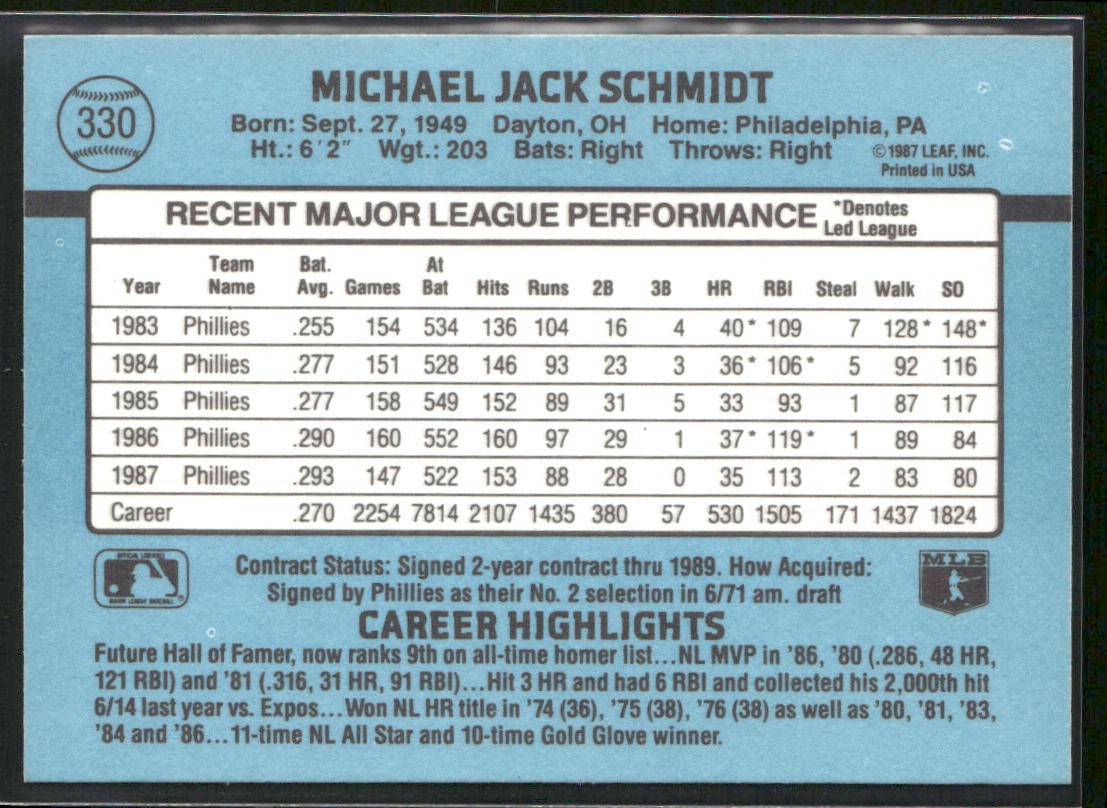 330
MICHAEL JACK SCHMIDT
Born: Sept. 27, 1949 Dayton, OH Home: Philadelphia, PA
Ht.: 6'2" Wgt.: 203 Bats: Right Throws: Right
©1987 LEAF, INC.
Printed in USA
RECENT MAJOR LEAGUE PERFORMANCE *Denotes Led League
Year Team Name Bat. Avg. Games At Bat Hits Runs 2B 3B HR RBI Steal Walk SO
1983 Phillies .255 154 534 136 104 16 4 40* 109 7 128* 148*
1984 Phillies .277 151 528 146 93 23 3 36* 106* 5 92 116
1985 Phillies .277 158 549 152 89 31 5 33 93 1 87 117
1986 Phillies .290 160 552 160 97 29 1 37* 119* 1 89 84
1987 Phillies .293 147 522 153 88 28 0 35 113 2 83 80
Career .270 2254 7814 2107 1435 380 57 530 1505 171 1437 1824
OFFICIAL LICENSEE
MAJOR LEAGUE BASEBALL
Contract Status: Signed 2-year contract thru 1989. How Acquired:
Signed by Phillies as their No. 2 selection in 6/71 am. draft
MLB
CAREER HIGHLIGHTS
Future Hall of Famer, now ranks 9th on all-time homer list...NL MVP in '86, '80 (.286, 48 HR,
121 RBI) and '81 (.316, 31 HR, 91 RBI)...Hit 3 HR and had 6 RBI and collected his 2,000th hit
6/14 last year vs. Expos...Won NL HR title in '74 (36), '75 (38), '76 (38) as well as '80, '81, '83,
'84 and '86...11-time NL All Star and 10-time Gold Glove winner.